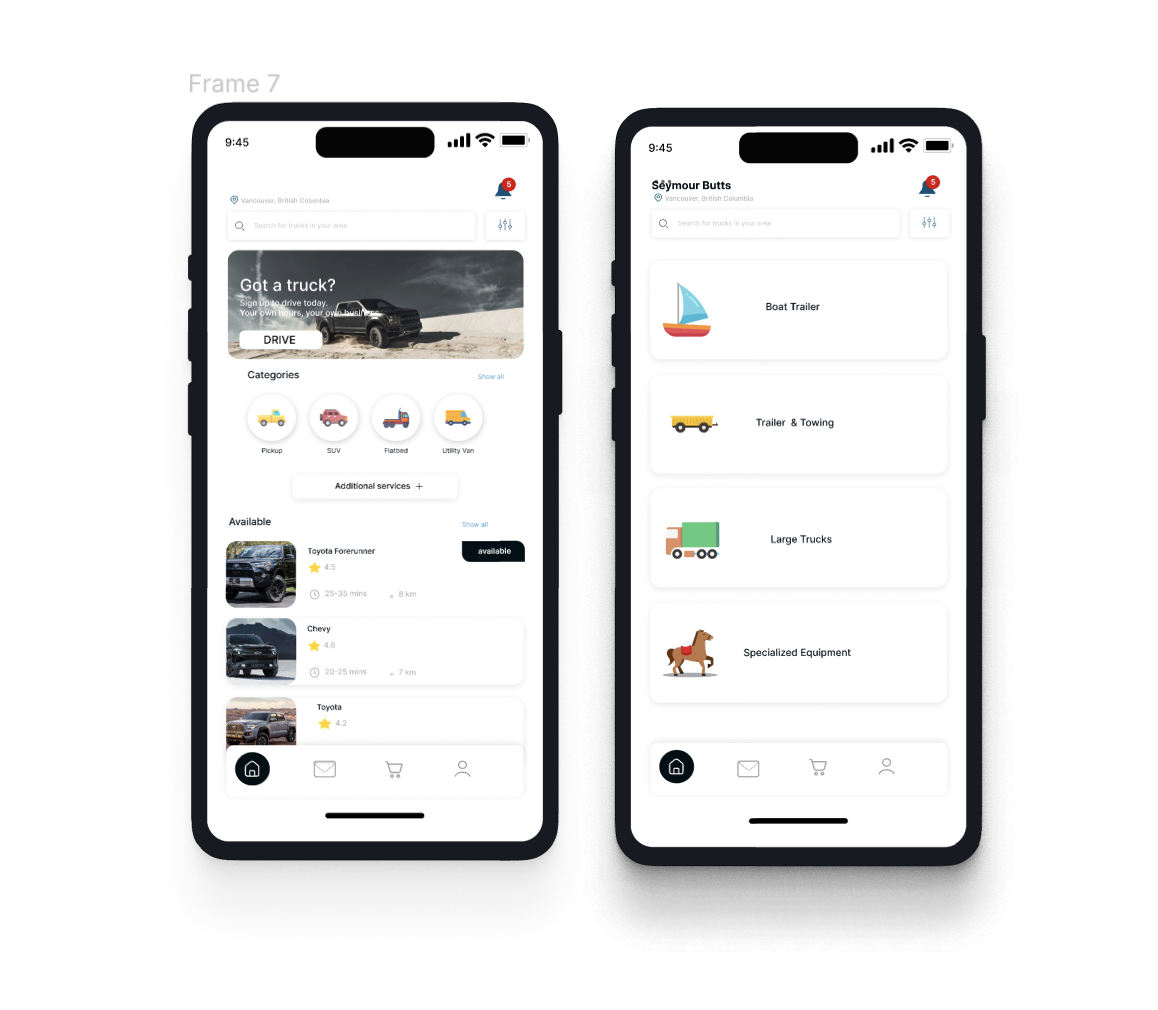 Frame 7
9:45
5
Vancouver, British Columbia
Search for trucks in your area
Got a truck?
Sign up to drive today.
Your own hours, your own business.
DRIVE
Categories
Show all
Pickup
SUV
Flatbed
Utility Van
Additional services +
Available
Show all
Toyota Forerunner
available
4.5
25-35 mins
8 km
Chevy
4.6
20-25 mins
7 km
Toyota
4.2
9:45
Seymour Butts
5
Vancouver, British Columbia
Search for trucks in your area
Boat Trailer
Trailer & Towing
Large Trucks
Specialized Equipment